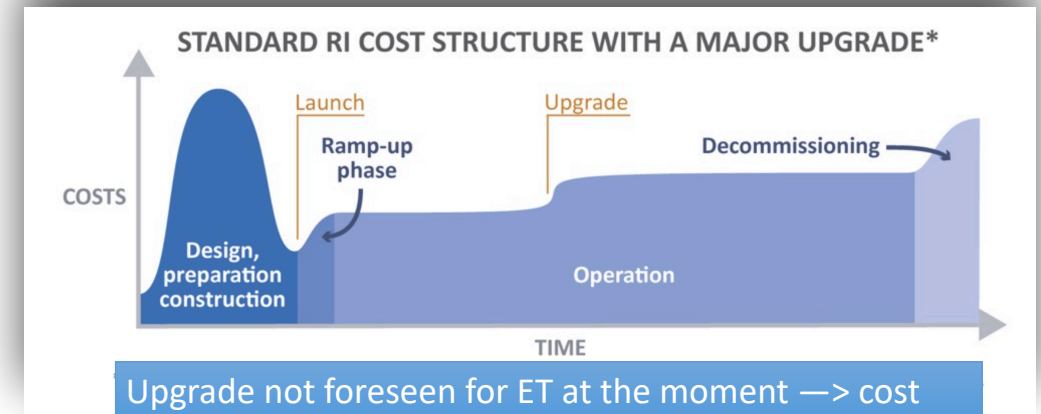 STANDARD RI COST STRUCTURE WITH A MAJOR UPGRADE*
Launch
Upgrade
Ramp-up
phase
Decommissioning
COSTS
Design,
preparation
construction
Operation
TIME
Upgrade not foreseen for ET at the moment —> cost